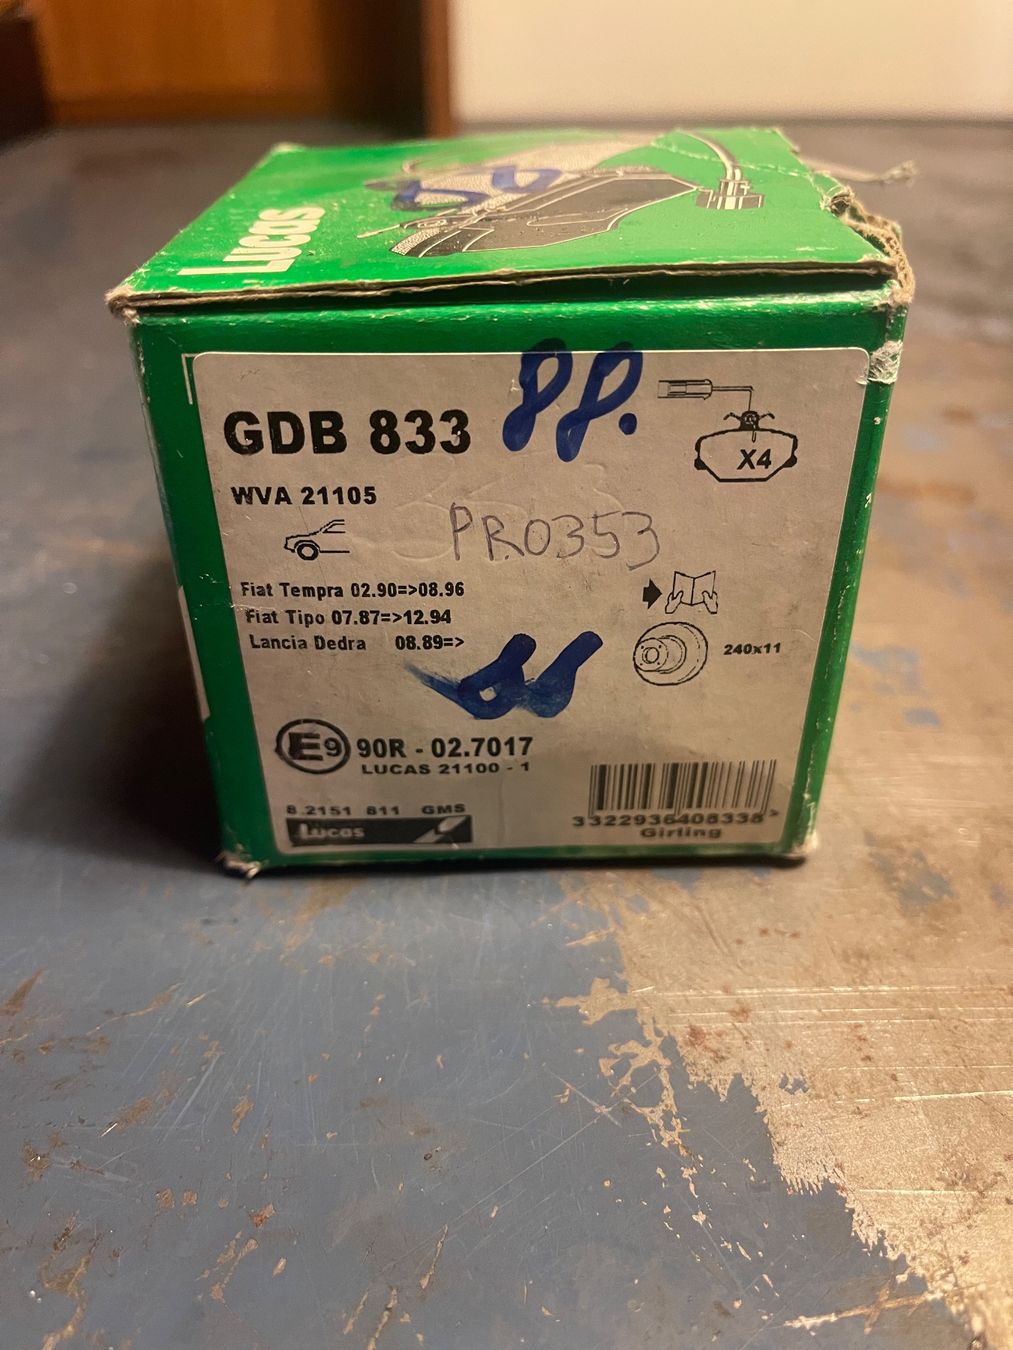 Lucas
GDB 833
PP.
X4
WVA 21105
PR0353
Fiat Tempra 02.90=>08.96
Fiat Tipo 07.87=>12.94
Lancia Dedra 08.89=>
240x11
E9 90R - 02.7017
LUCAS 21100 - 1
8.2151 811 GMS
Lucas
3322936408338>
Girling